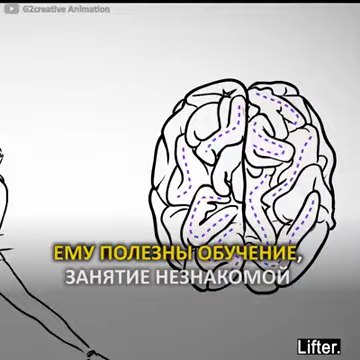 G2creative Animation
ЕМУ ПОЛЕЗНЫ ОБУЧЕНИЕ,
ЗАНЯТИЕ НЕЗНАКОМОЙ
Lifter.